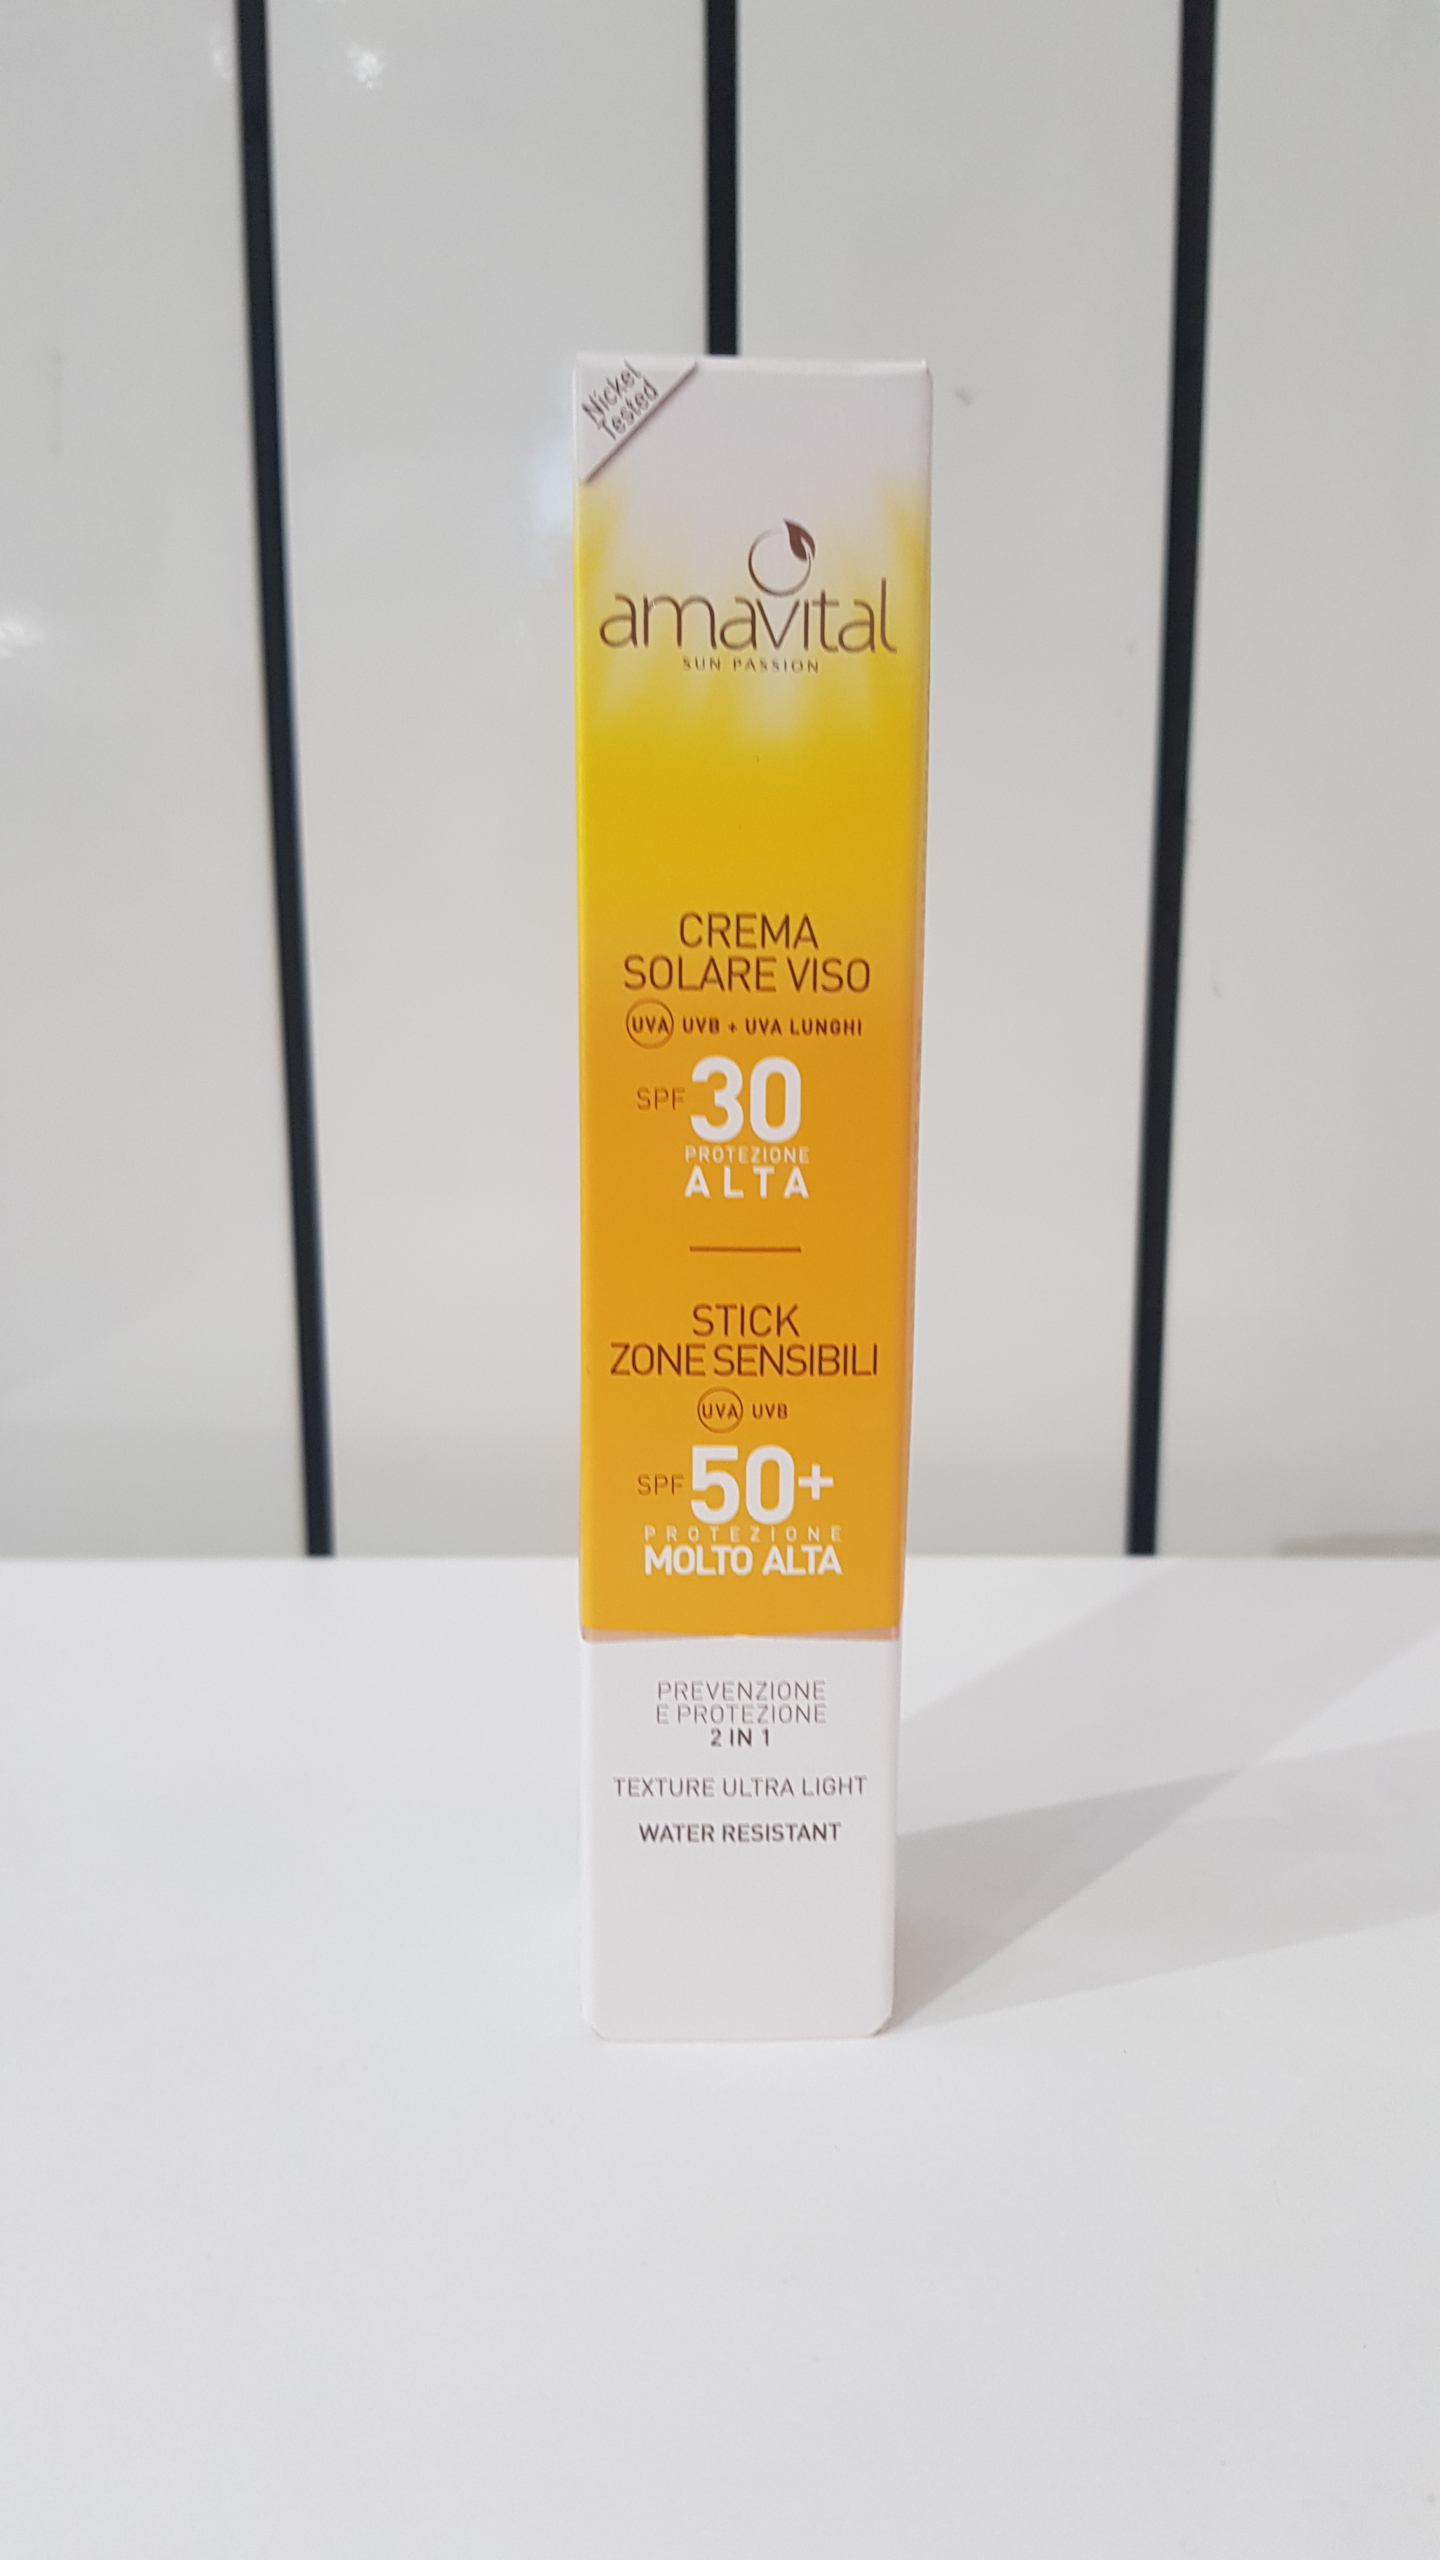 Nickel
Tested
amavital
SUN PASSION
CREMA
SOLARE VISO
UVA UVB + UVA LUNGHI
SPF 30
PROTEZIONE
ALTA
STICK
ZONE SENSIBILI
UVA UVB
SPF 50+
PROTEZIONE
MOLTO ALTA
PREVENZIONE
E PROTEZIONE
2 IN 1
TEXTURE ULTRA LIGHT
WATER RESISTANT